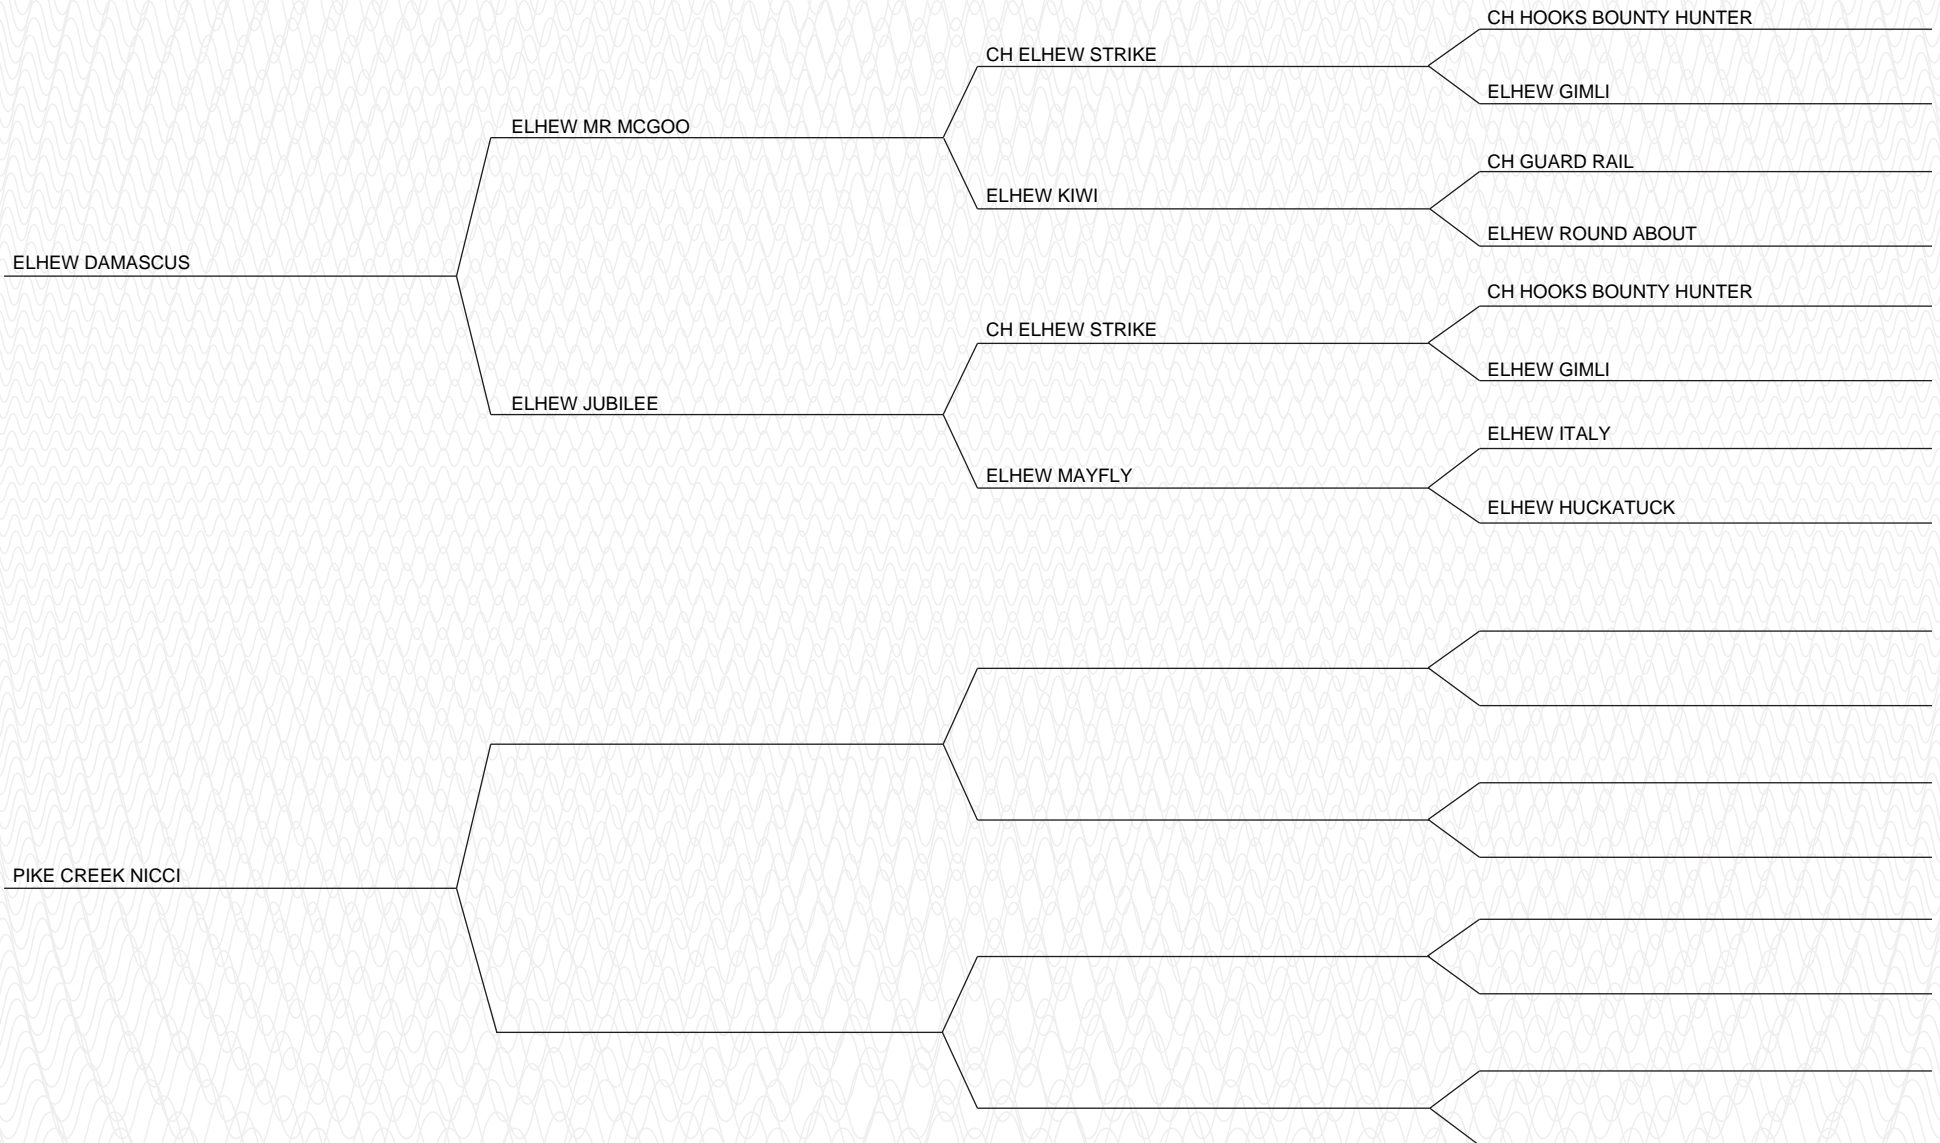 CH HOOKS BOUNTY HUNTER
CH ELHEW STRIKE
ELHEW GIMLI
ELHEW MR MCGOO
CH GUARD RAIL
ELHEW KIWI
ELHEW ROUND ABOUT
ELHEW DAMASCUS
CH HOOKS BOUNTY HUNTER
CH ELHEW STRIKE
ELHEW GIMLI
ELHEW JUBILEE
ELHEW ITALY
ELHEW MAYFLY
ELHEW HUCKATUCK
PIKE CREEK NICCI